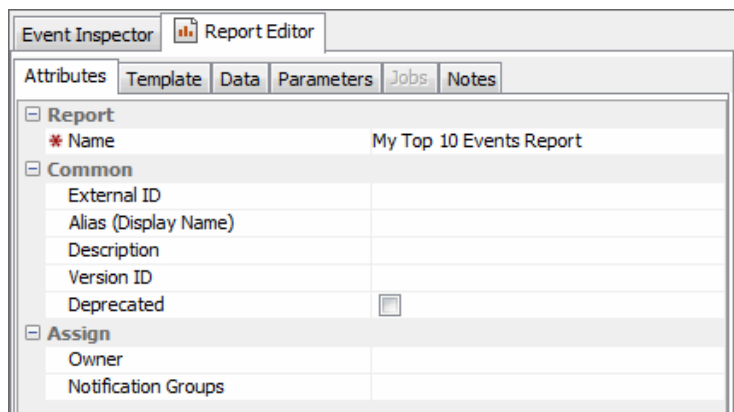 Event Inspector Report Editor
Attributes Template Data Parameters Jobs Notes
Report
* Name My Top 10 Events Report
Common
External ID
Alias (Display Name)
Description
Version ID
Deprecated
Assign
Owner
Notification Groups